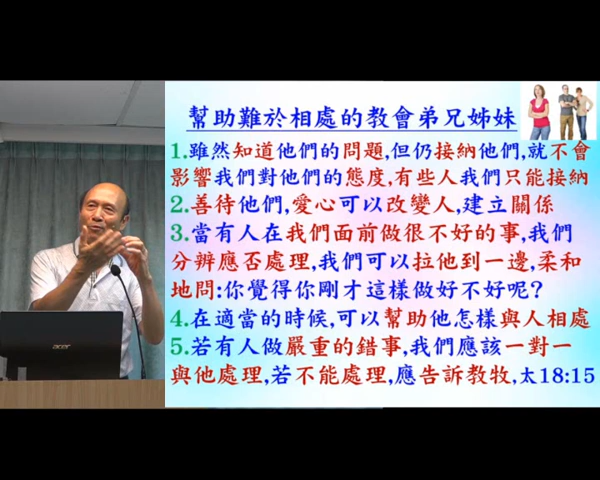 幫助難於相處的教會弟兄姊妹
1.雖然知道他們的問題,但仍接納他們,就不會
影響我們對他們的態度,有些人我們只能接納
2.善待他們,愛心可以改變人,建立關係
3.當有人在我們面前做很不好的事,我們
分辨應否處理,我們可以拉他到一邊,柔和
地問:你覺得你剛才這樣做好不好呢?
4.在適當的時候,可以幫助他怎樣與人相處
5.若有人做嚴重的錯事,我們應該一對一
與他處理,若不能處理,應告訴教牧,太18:15
acer